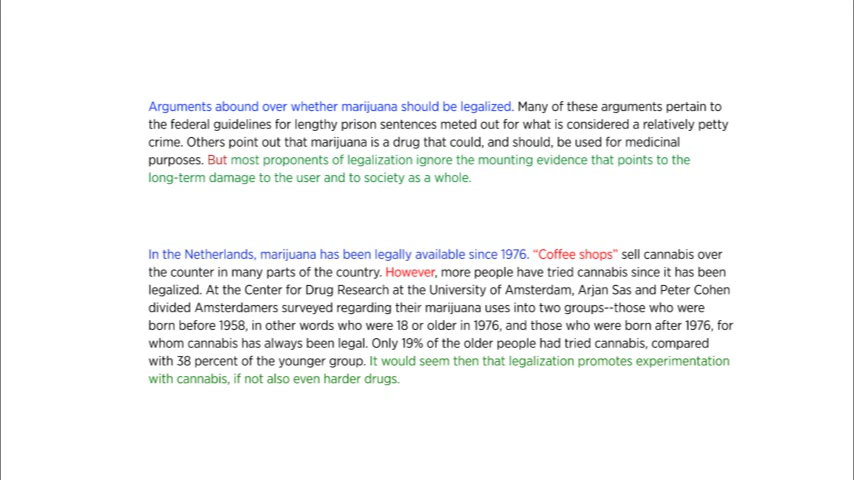 Arguments abound over whether marijuana should be legalized. Many of these arguments pertain to
the federal guidelines for lengthy prison sentences meted out for what is considered a relatively petty
crime. Others point out that marijuana is a drug that could, and should, be used for medicinal
purposes. But most proponents of legalization ignore the mounting evidence that points to the
long-term damage to the user and to society as a whole.
In the Netherlands, marijuana has been legally available since 1976. “Coffee shops” sell cannabis over
the counter in many parts of the country. However, more people have tried cannabis since it has been
legalized. At the Center for Drug Research at the University of Amsterdam, Arjan Sas and Peter Cohen
divided Amsterdamers surveyed regarding their marijuana uses into two groups--those who were
born before 1958, in other words who were 18 or older in 1976, and those who were born after 1976, for
whom cannabis has always been legal. Only 19% of the older people had tried cannabis, compared
with 38 percent of the younger group. It would seem then that legalization promotes experimentation
with cannabis, if not also even harder drugs.